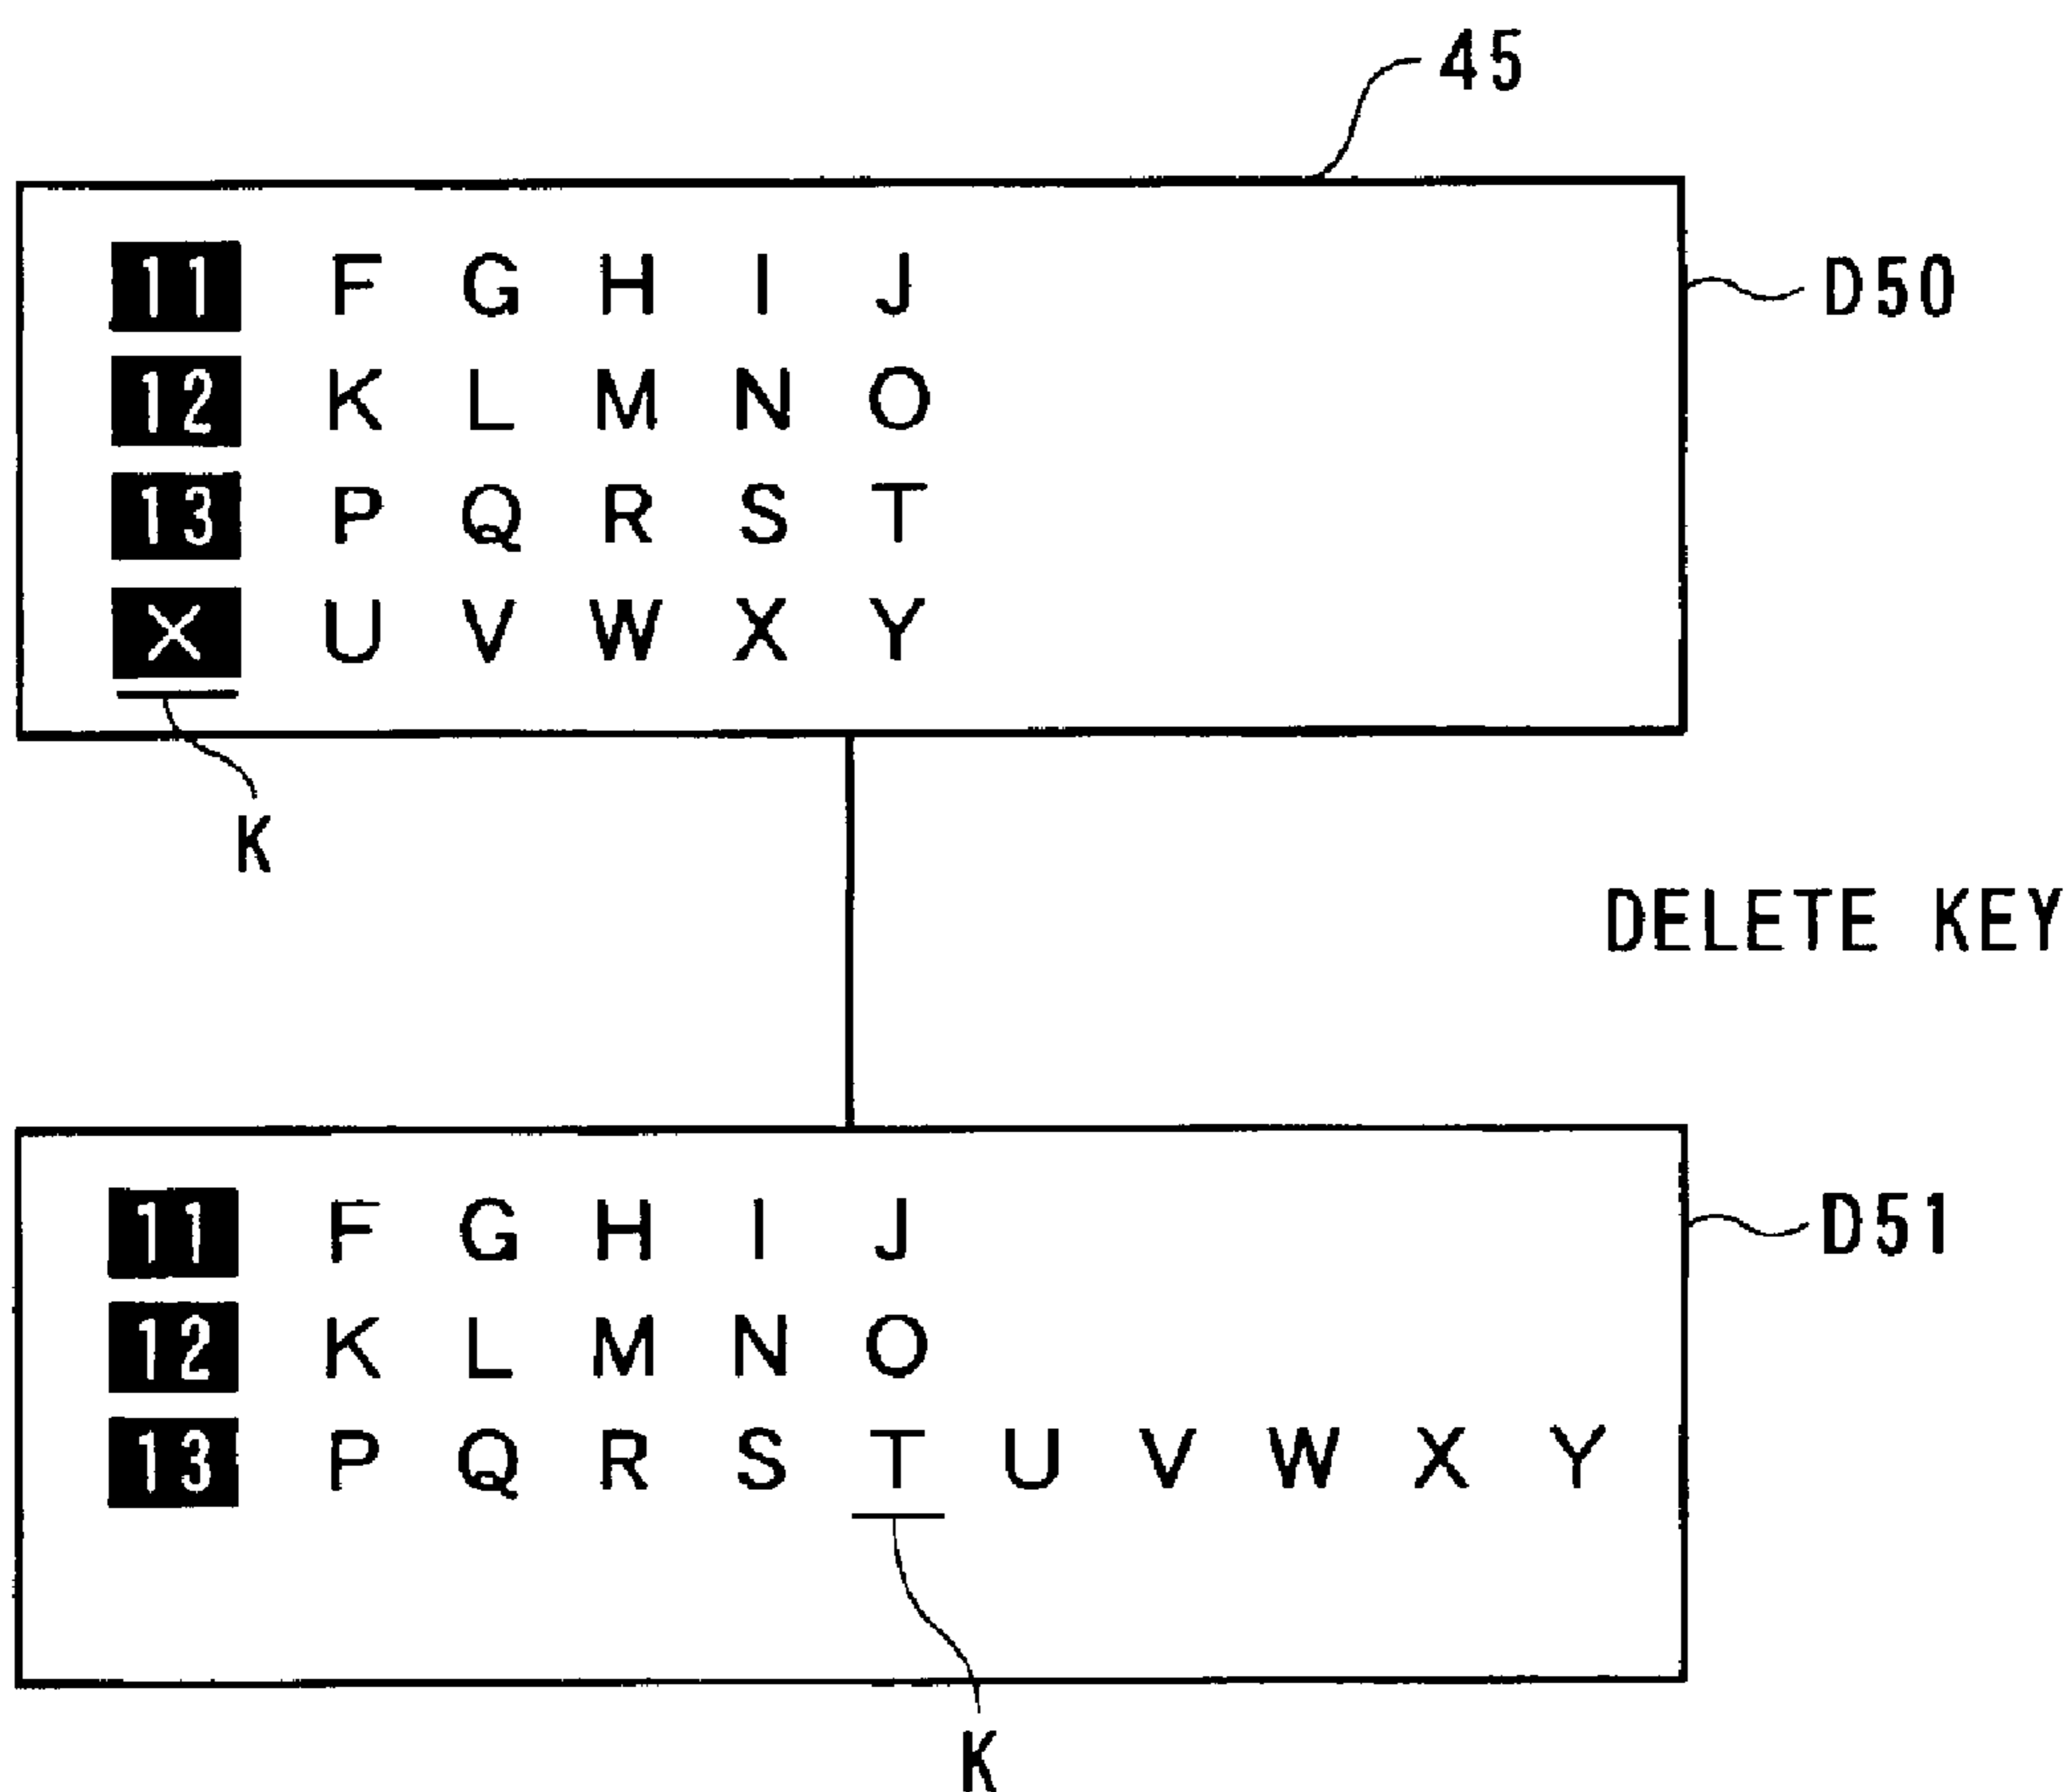 45
11 F G H I J D50
12 K L M N O
13 P Q R S T
X U V W X Y
K
DELETE KEY
11 F G H I J D51
12 K L M N O
13 P Q R S T U V W X Y
K